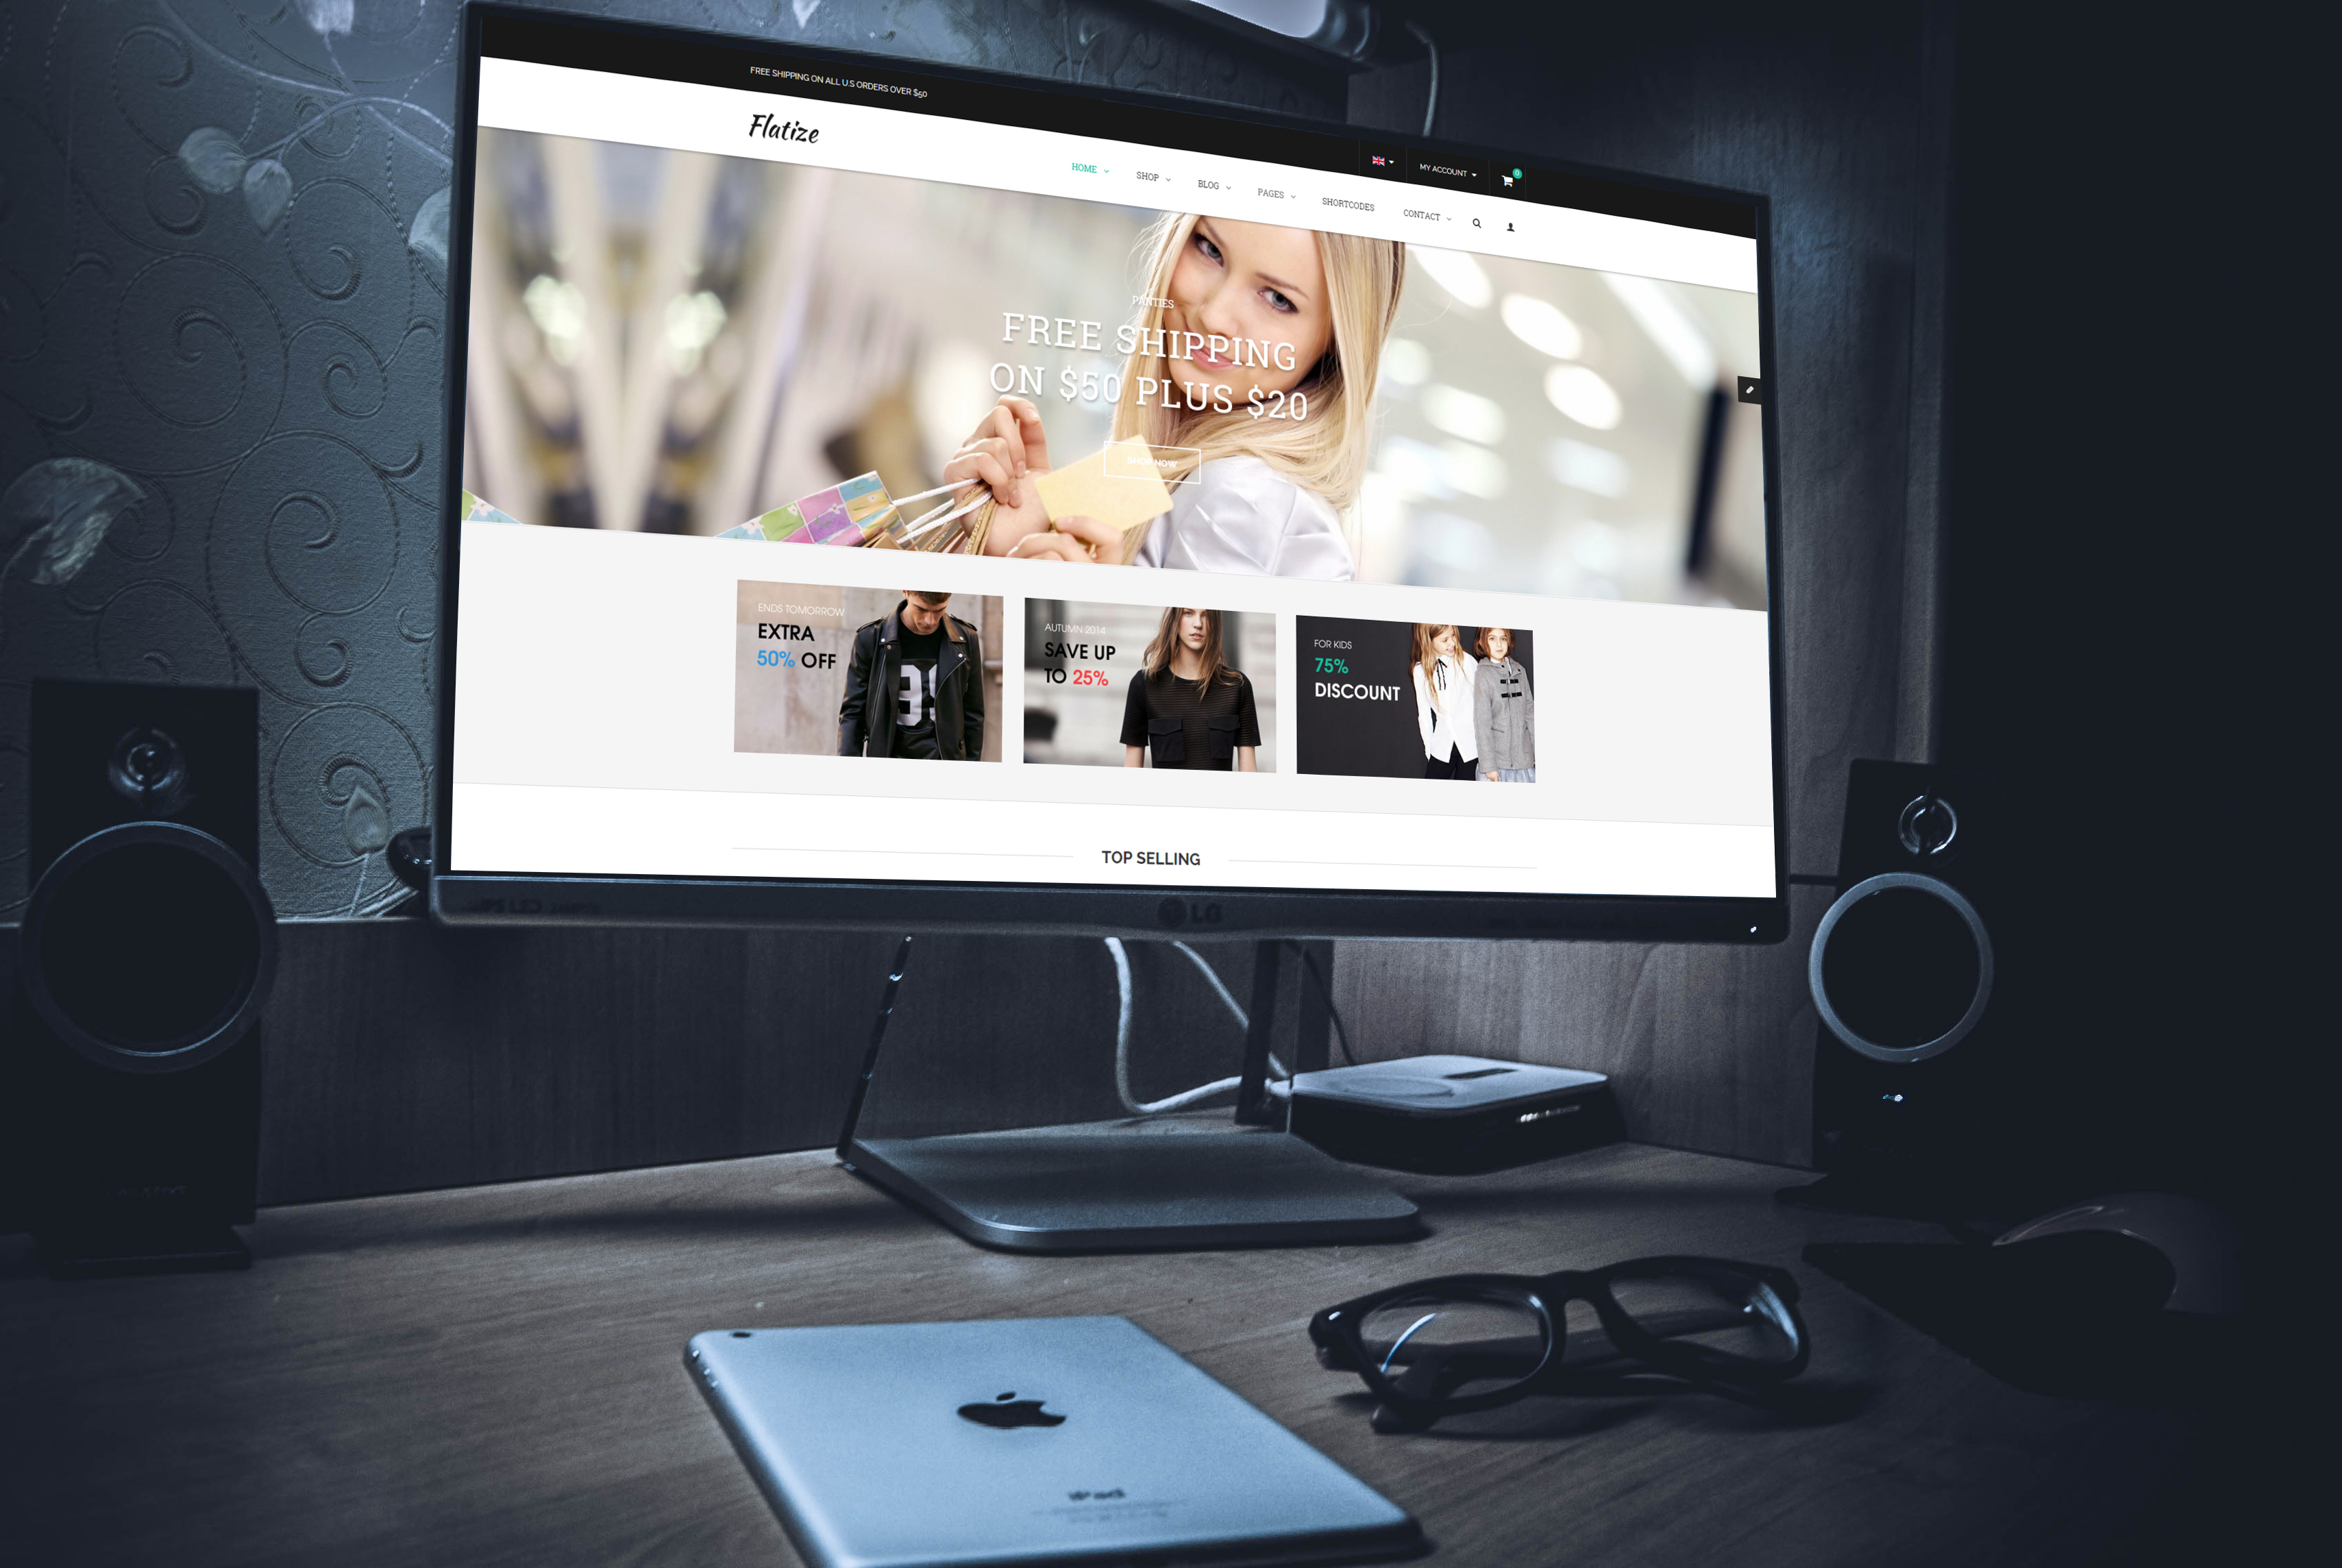 FREE SHIPPING ON ALL U.S ORDERS OVER $50
MY ACCOUNT
0
Flatize
HOME
SHOP
BLOG
PAGES
SHORTCODES
CONTACT
PANTIES
FREE SHIPPING
ON $50 PLUS $20
SHOP NOW
ENDS TOMORROW
EXTRA
50% OFF
AUTUMN 2014
SAVE UP
TO 25%
FOR KIDS
75%
DISCOUNT
TOP SELLING
LG
iPad